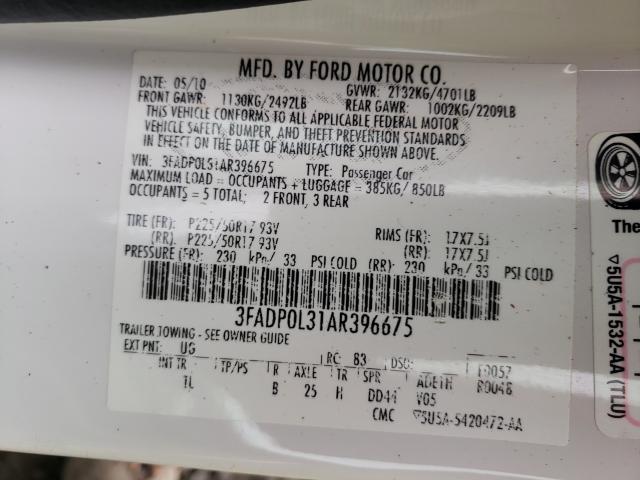 MFD. BY FORD MOTOR CO.
DATE: 05/10 GVWR: 2132KG/4701LB
FRONT GAWR: 1130KG/2492LB REAR GAWR: 1002KG/2209LB
THIS VEHICLE CONFORMS TO ALL APPLICABLE FEDERAL MOTOR
VEHICLE SAFETY, BUMPER, AND THEFT PREVENTION STANDARDS
IN EFFECT ON THE DATE OF MANUFACTURE SHOWN ABOVE.
VIN: 3FADP0L31AR396675 TYPE: Passenger Car
MAXIMUM LOAD = OCCUPANTS + LUGGAGE = 385KG/ 850LB
OCCUPANTS = 5 TOTAL; 2 FRONT, 3 REAR
TIRE (FR): P225/50R17 93V RIMS (FR): 17X7.5J
(RR): P225/50R17 93V (RR): 17X7.5J
PRESSURE (FR): 230 kPa/ 33 PSI COLD (RR): 230 kPa/ 33 PSI COLD
3FADP0L31AR396675
TRAILER TOWING - SEE OWNER GUIDE
EXT PNT: UG RC: 83 DSO: E0057
INT TR TP/PS R AXLE TR SPR ADETH R0048
TL B 25 H DD44 V05
CMC ▽5U5A-5420472-AA
The
▽5U5A-1532-AA (TLU)